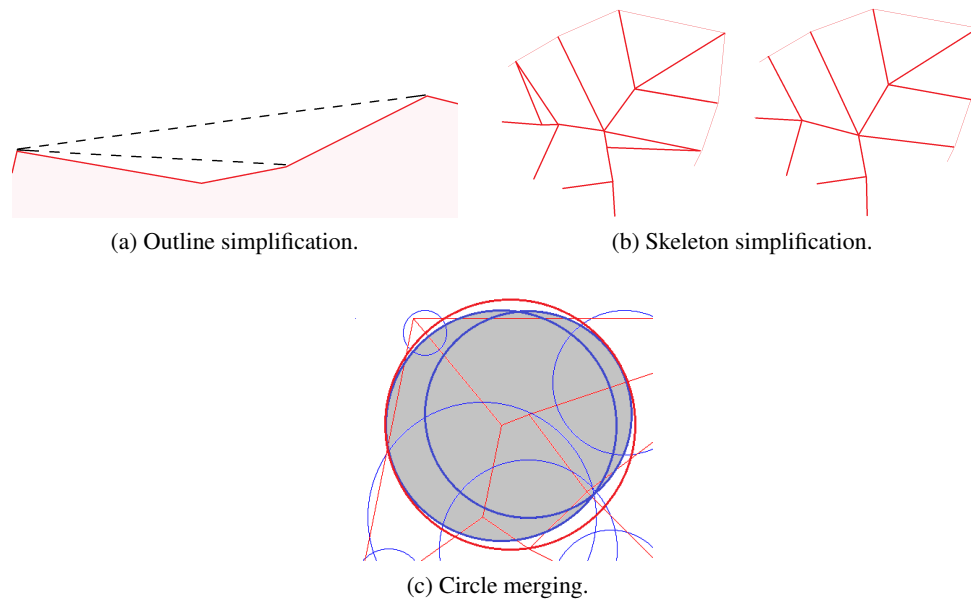 (a) Outline simplification.
(b) Skeleton simplification.
(c) Circle merging.